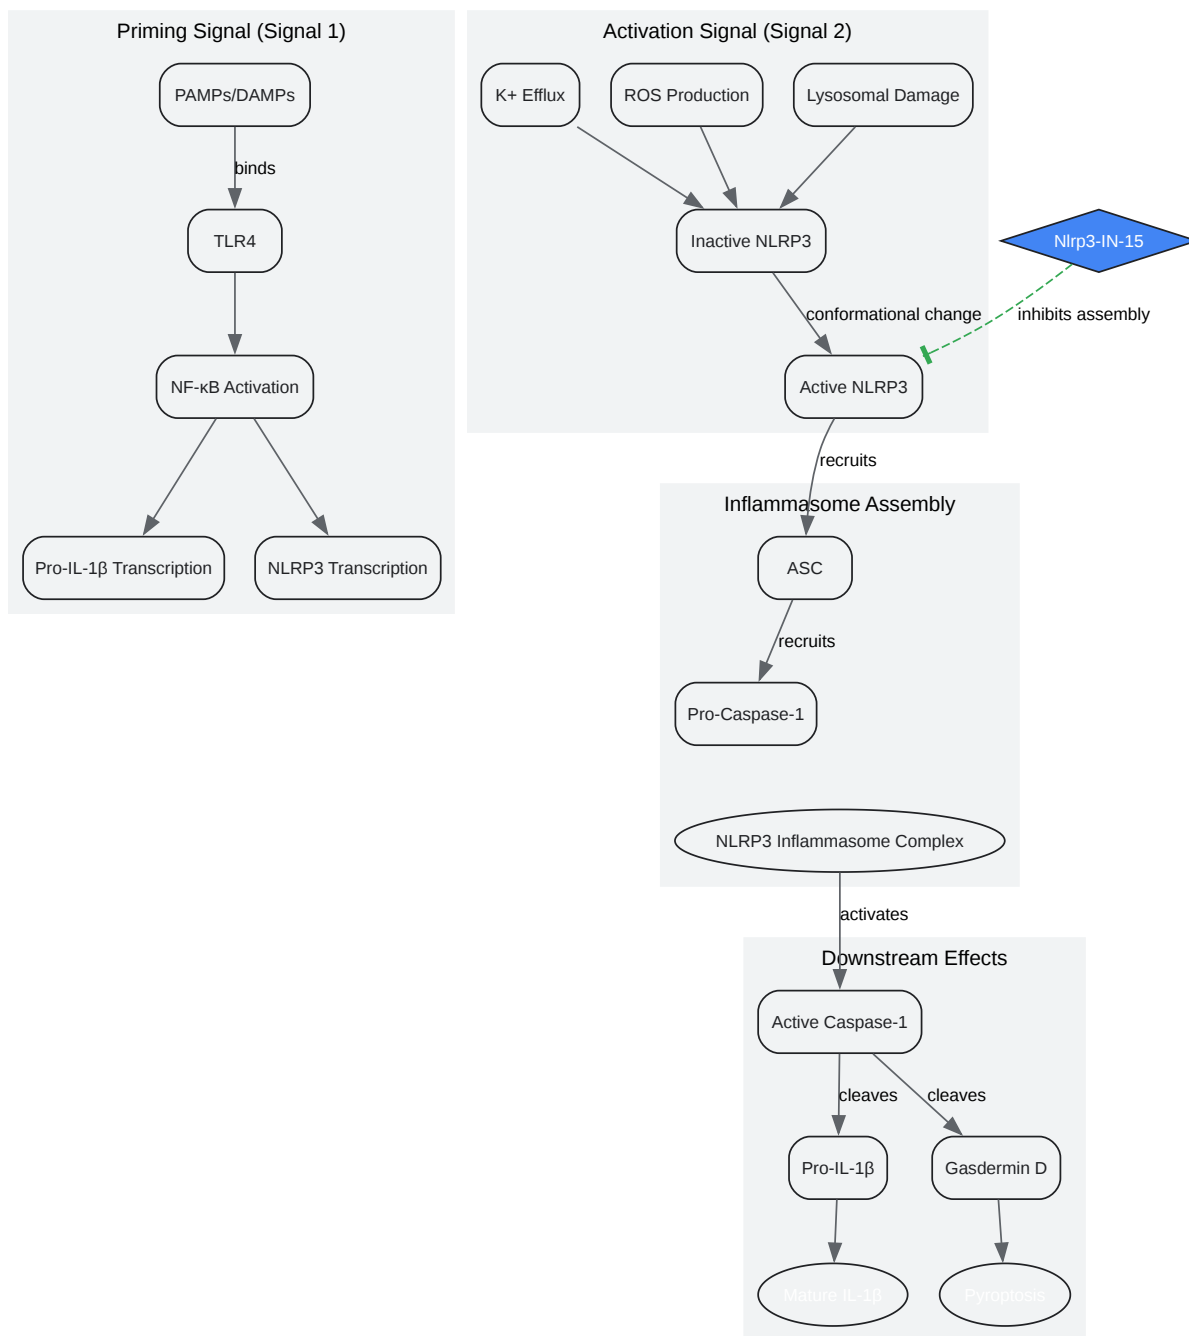 Priming Signal (Signal 1)
PAMPs/DAMPs
binds
TLR4
NF-κB Activation
Pro-IL-1β Transcription
NLRP3 Transcription
Activation Signal (Signal 2)
K+ Efflux
ROS Production
Lysosomal Damage
Inactive NLRP3
Nlrp3-IN-15
conformational change
inhibits assembly
Active NLRP3
recruits
Inflammasome Assembly
ASC
recruits
Pro-Caspase-1
NLRP3 Inflammasome Complex
activates
Downstream Effects
Active Caspase-1
cleaves
cleaves
Pro-IL-1β
Gasdermin D
Mature IL-1β
Pyroptosis